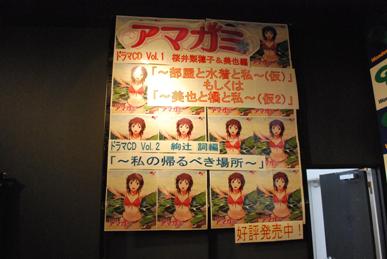 アマガミ
ドラマCD Vol.1 桜井梨穂子&美也編
「~部屋と水着と私~(仮)」
もしくは
「~美也と橘と私~(仮2)」
ドラマCD Vol.2 絢辻 詞編
「~私の帰るべき場所~」
好評発売中!